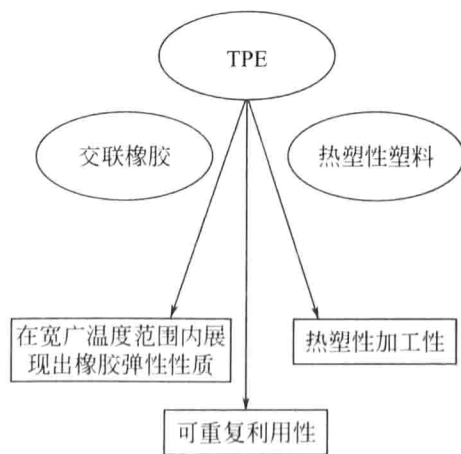 TPE
交联橡胶
热塑性塑料
在宽广温度范围内展
现出橡胶弹性性质
热塑性加工性
可重复利用性